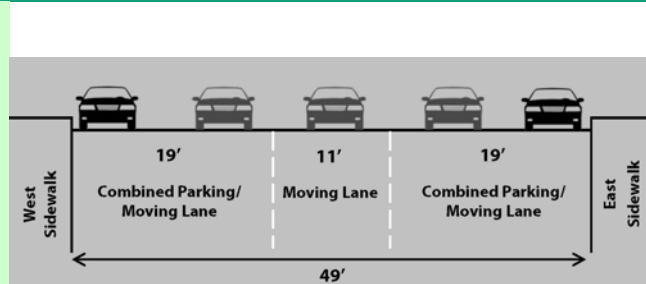 19’
11’
19’
Combined Parking/
Moving Lane
Moving Lane
Combined Parking/
Moving Lane
West
Sidewalk
East
Sidewalk
49’